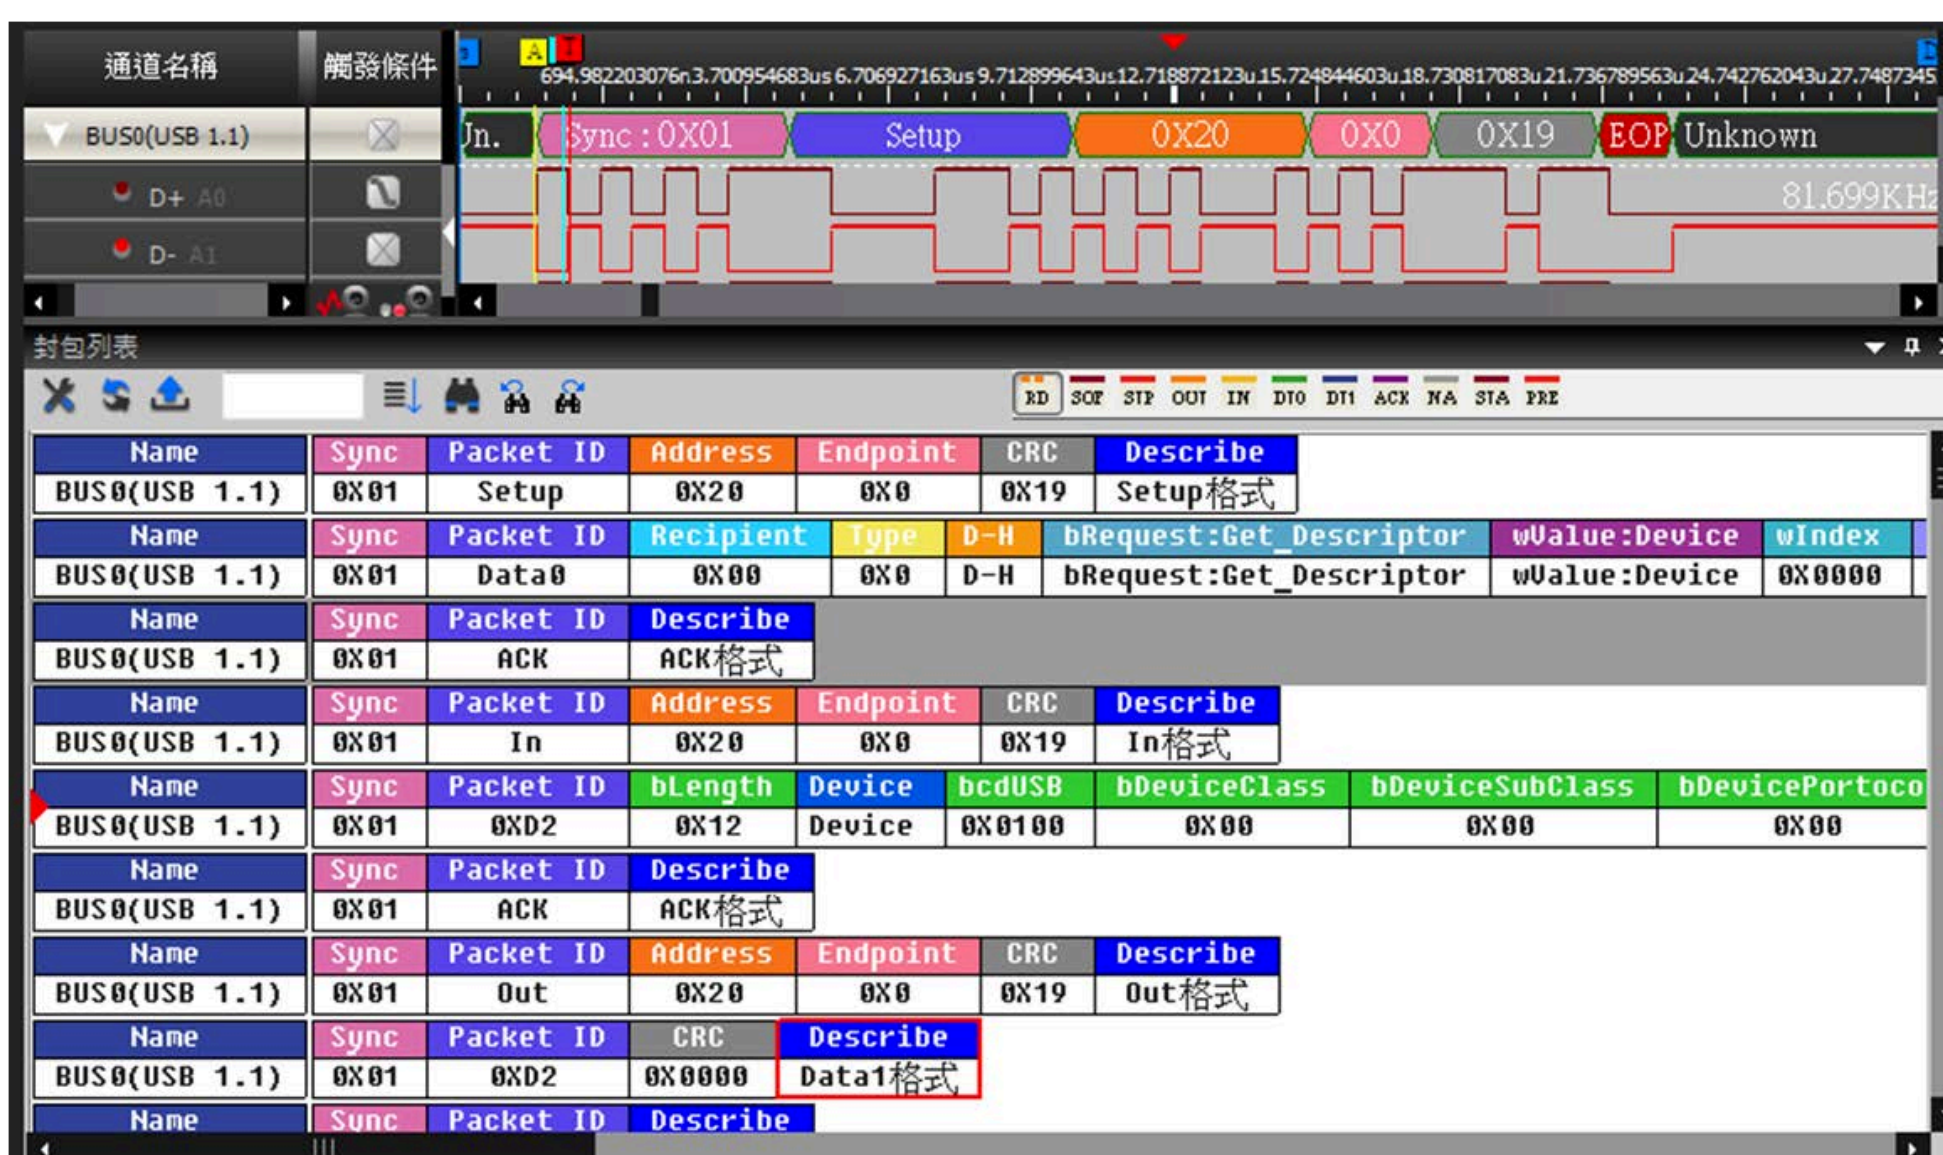 通道名稱 觸發條件 A T
694.982203076n 3.700954683us 6.706927163us 9.712899643us 12.718872123u 15.724844603u 18.730817083u 21.736789563u 24.742762043u 27.7487345
BUS0(USB 1.1) Un. Sync : 0X01 Setup 0X20 0X0 0X19 EOP Unknown
D+ A0 81.699KHz
D- A1
封包列表
RD SOF STP OUT IN DT0 DT1 ACK NA STA PRE
Name Sync Packet ID Address Endpoint CRC Describe
BUS0(USB 1.1) 0X01 Setup 0X20 0X0 0X19 Setup格式
Name Sync Packet ID Recipient Type D-H bRequest:Get_Descriptor wValue:Device wIndex
BUS0(USB 1.1) 0X01 Data0 0X00 0X0 D-H bRequest:Get_Descriptor wValue:Device 0X0000
Name Sync Packet ID Describe
BUS0(USB 1.1) 0X01 ACK ACK格式
Name Sync Packet ID Address Endpoint CRC Describe
BUS0(USB 1.1) 0X01 In 0X20 0X0 0X19 In格式
Name Sync Packet ID bLength Device bcdUSB bDeviceClass bDeviceSubClass bDevicePortoco
BUS0(USB 1.1) 0X01 0XD2 0X12 Device 0X0100 0X00 0X00 0X00
Name Sync Packet ID Describe
BUS0(USB 1.1) 0X01 ACK ACK格式
Name Sync Packet ID Address Endpoint CRC Describe
BUS0(USB 1.1) 0X01 Out 0X20 0X0 0X19 Out格式
Name Sync Packet ID CRC Describe
BUS0(USB 1.1) 0X01 0XD2 0X0000 Data1格式
Name Sync Packet ID Describe